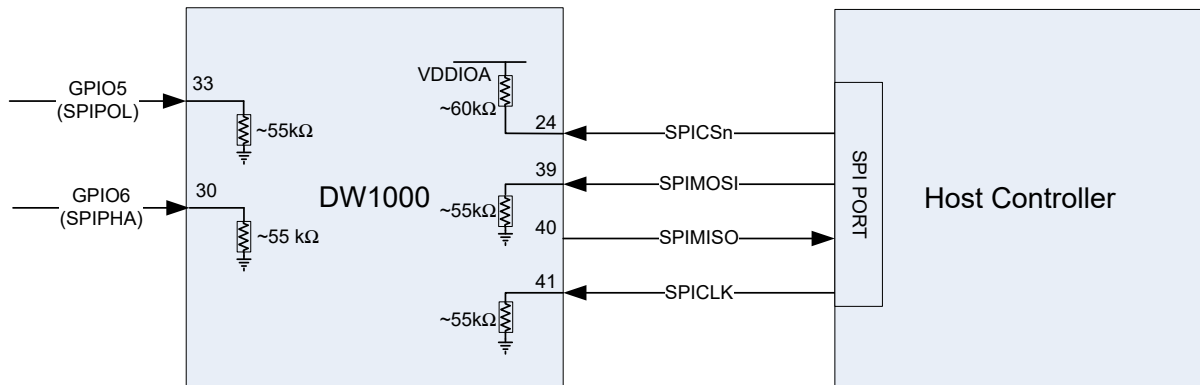 GPIO5
(SPIPOL)
33
~55kΩ
GPIO6
(SPIPHA)
30
~55 kΩ
DW1000
VDDIOA
~60kΩ
24
39
~55kΩ
40
41
~55kΩ
SPICSn
SPIMOSI
SPIMISO
SPICLK
SPI PORT
Host Controller